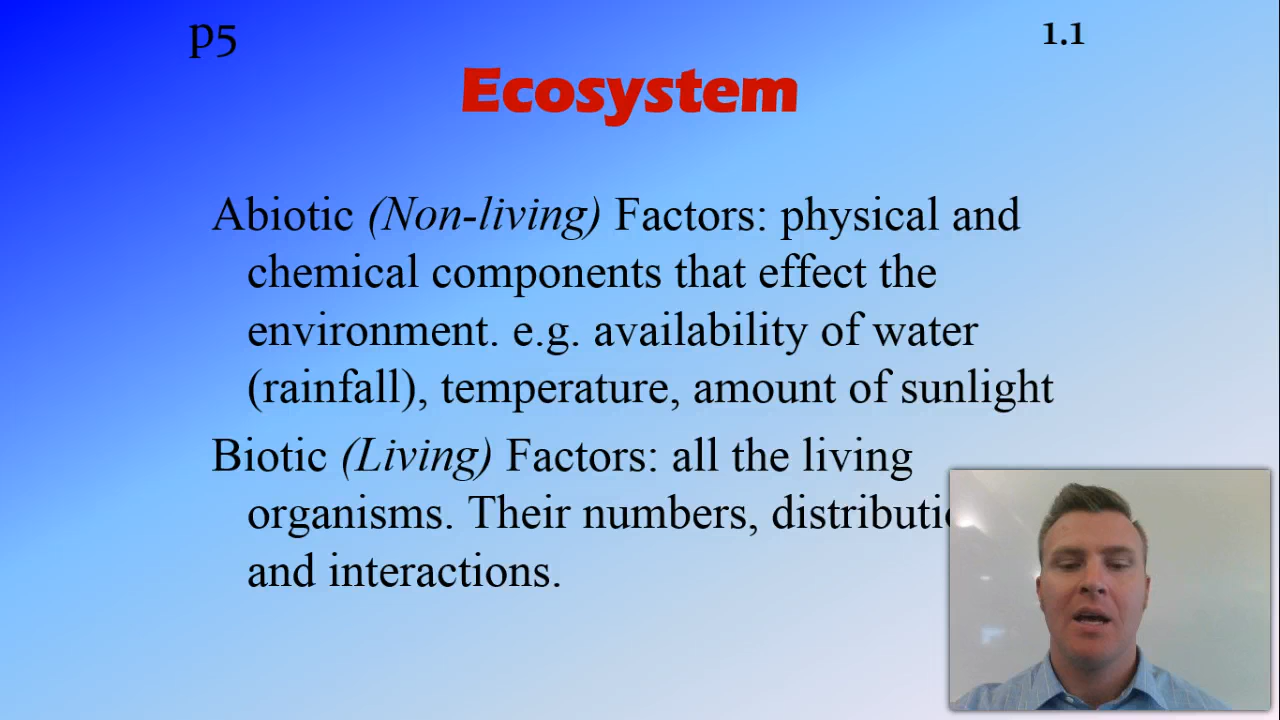 p5
1.1
Ecosystem
Abiotic (Non-living) Factors: physical and
chemical components that effect the
environment. e.g. availability of water
(rainfall), temperature, amount of sunlight
Biotic (Living) Factors: all the living
organisms. Their numbers,
and interactions.